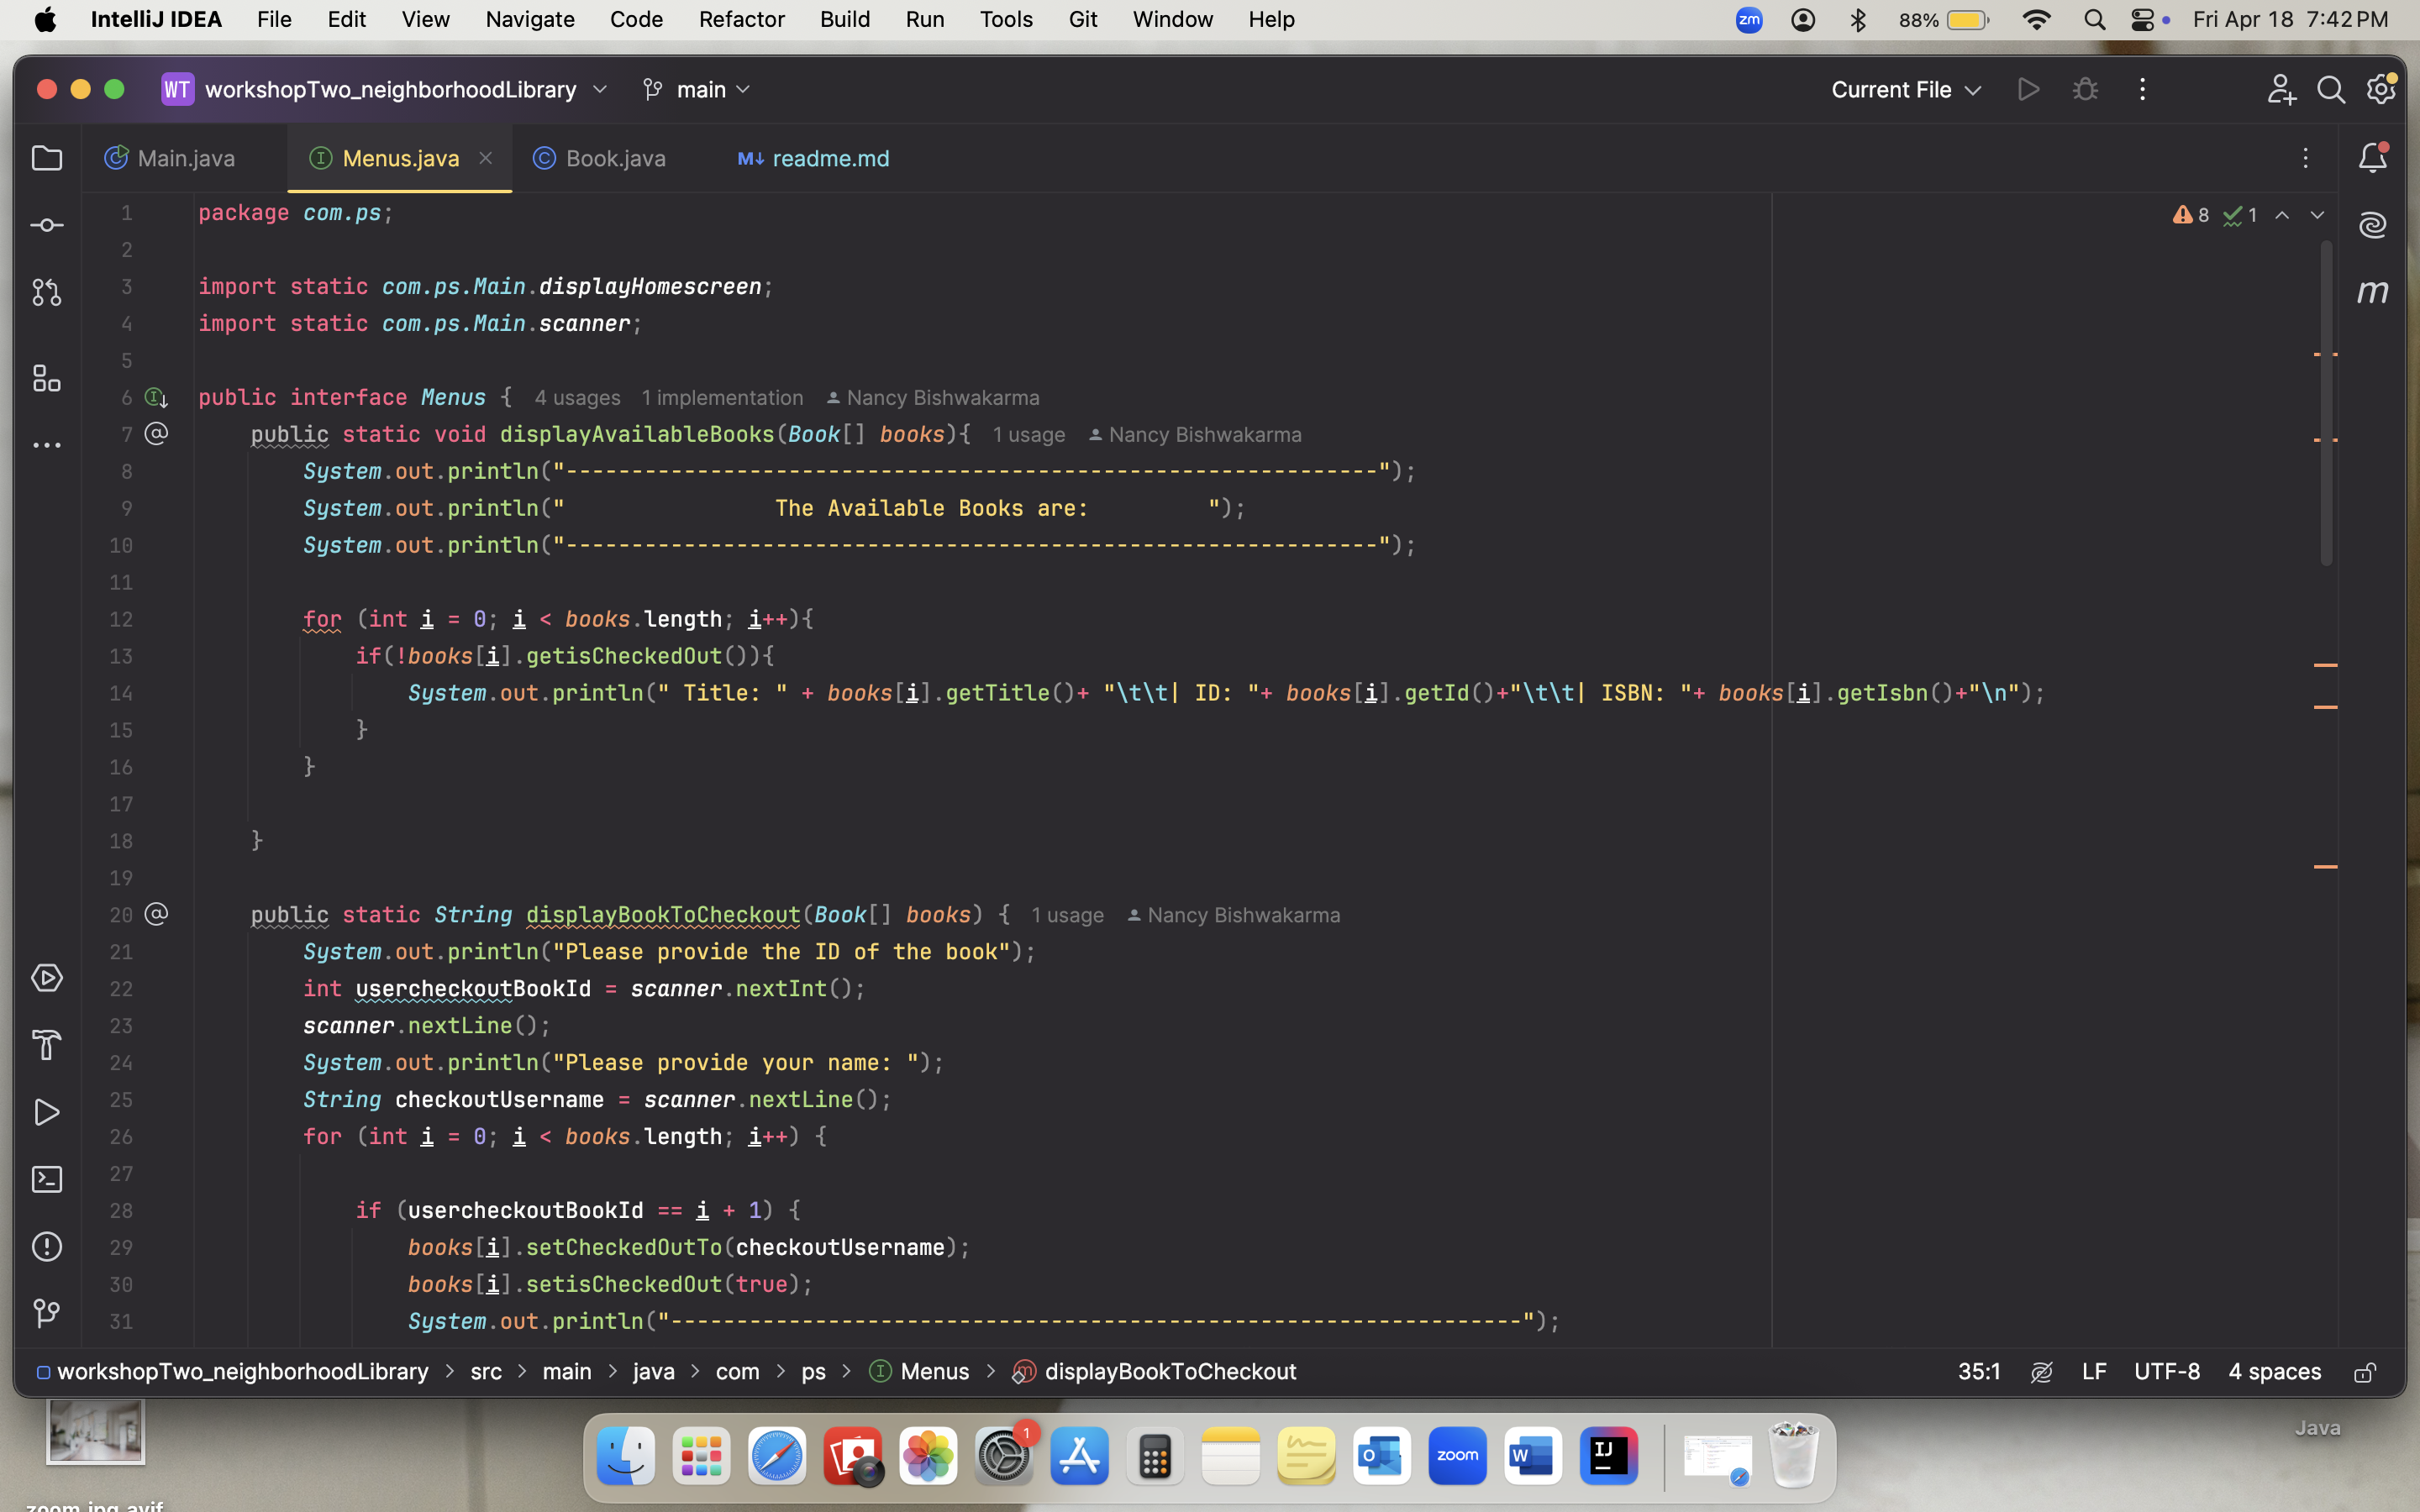 IntelliJ IDEA File Edit View Navigate Code Refactor Build Run Tools Git Window Help zm 88% Fri Apr 18 7:42 PM
WT workshopTwo_neighborhoodLibrary main Current File
Main.java Menus.java Book.java M↓ readme.md
8 1
1 package com.ps;
2
3 import static com.ps.Main.displayHomescreen;
4 import static com.ps.Main.scanner;
5
6 public interface Menus { 4 usages 1 implementation Nancy Bishwakarma
7 @ public static void displayAvailableBooks(Book[] books){ 1 usage Nancy Bishwakarma
8 System.out.println("--------------------------------------------------------------");
9 System.out.println("                The Available Books are:         ");
10 System.out.println("--------------------------------------------------------------");
11
12 for (int i = 0; i < books.length; i++){
13 if(!books[i].getisCheckedOut()){
14 System.out.println(" Title: " + books[i].getTitle()+ "\t\t| ID: "+ books[i].getId()+"\t\t| ISBN: "+ books[i].getIsbn()+"\n");
15 }
16 }
17
18 }
19
20 @ public static String displayBookToCheckout(Book[] books) { 1 usage Nancy Bishwakarma
21 System.out.println("Please provide the ID of the book");
22 int usercheckoutBookId = scanner.nextInt();
23 scanner.nextLine();
24 System.out.println("Please provide your name: ");
25 String checkoutUsername = scanner.nextLine();
26 for (int i = 0; i < books.length; i++) {
27
28 if (usercheckoutBookId == i + 1) {
29 books[i].setCheckedOutTo(checkoutUsername);
30 books[i].setisCheckedOut(true);
31 System.out.println("-----------------------------------------------------------------");
workshopTwo_neighborhoodLibrary > src > main > java > com > ps > Menus > displayBookToCheckout 35:1 LF UTF-8 4 spaces
Java
1
zoom
IJ
zoom.jpg.avif